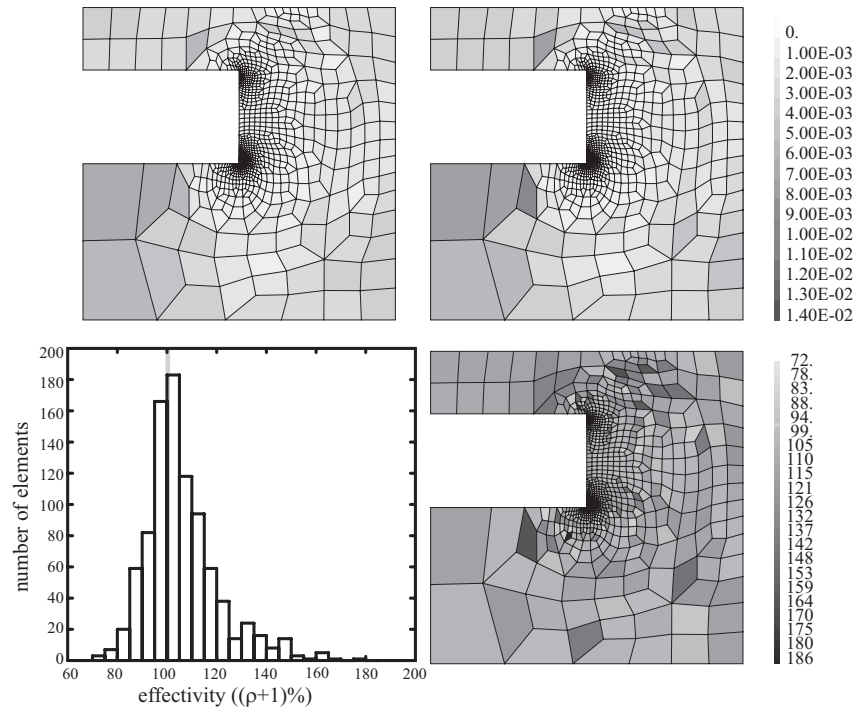 0.
1.00E-03
2.00E-03
3.00E-03
4.00E-03
5.00E-03
6.00E-03
7.00E-03
8.00E-03
9.00E-03
1.00E-02
1.10E-02
1.20E-02
1.30E-02
1.40E-02
200
180
160
140
120
100
80
60
40
20
0
number of elements
60
80
100
120
140
160
180
200
effectivity ((ρ+1)%)
72.
78.
83.
88.
94.
99.
105
110
115
121
126
132
137
142
148
153
159
164
170
175
180
186